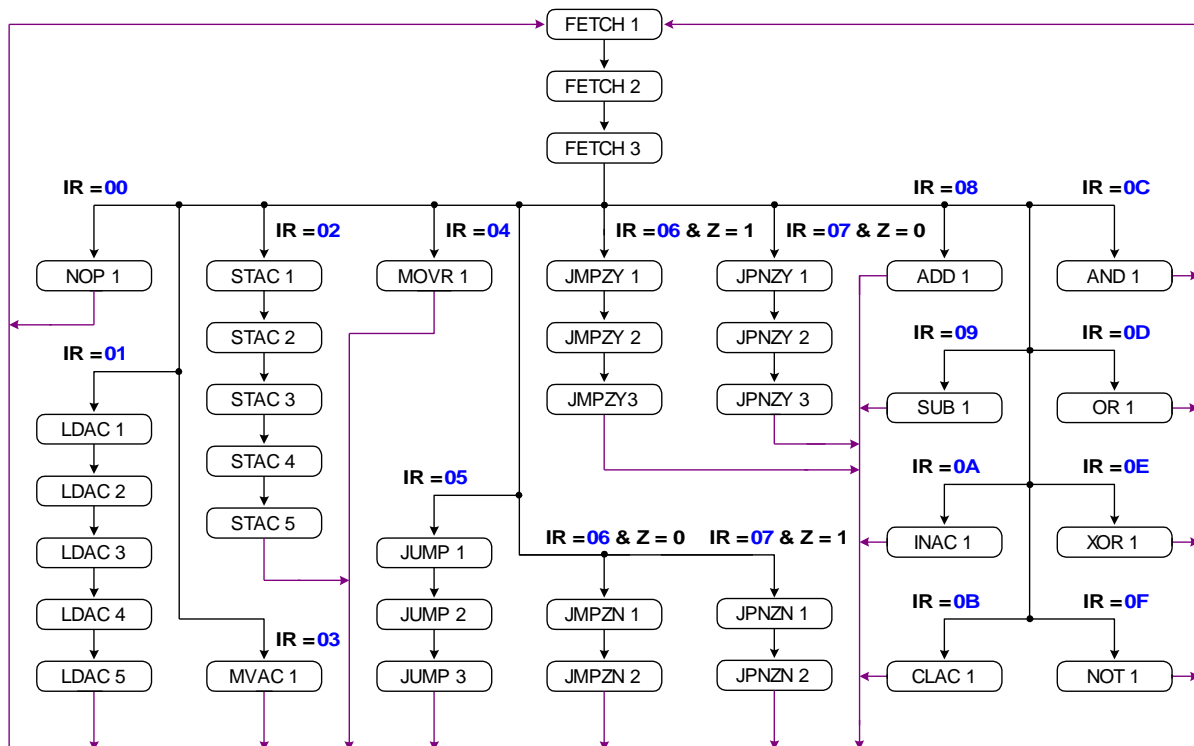 FETCH 1
FETCH 2
FETCH 3
IR = 00
IR = 08
IR = 0C
IR = 02
IR = 04
IR = 06 & Z = 1
IR = 07 & Z = 0
NOP 1
STAC 1
MOVR 1
JMPZY 1
JPNZY 1
ADD 1
AND 1
STAC 2
JMPZY 2
JPNZY 2
IR = 09
IR = 0D
IR = 01
STAC 3
JMPZY3
JPNZY 3
SUB 1
OR 1
LDAC 1
STAC 4
IR = 05
IR = 0A
IR = 0E
LDAC 2
STAC 5
IR = 06 & Z = 0
IR = 07 & Z = 1
LDAC 3
JUMP 1
INAC 1
XOR 1
LDAC 4
JUMP 2
JMPZN 1
JPNZN 1
IR = 0B
IR = 0F
IR = 03
LDAC 5
MVAC 1
JUMP 3
JMPZN 2
JPNZN 2
CLAC 1
NOT 1